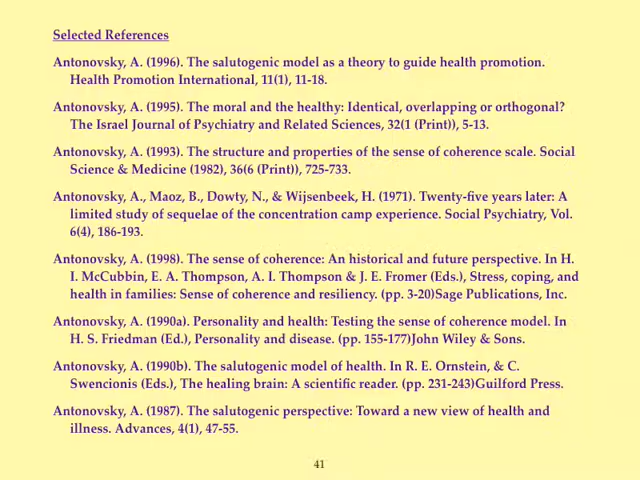 Selected References
Antonovsky, A. (1996). The salutogenic model as a theory to guide health promotion.
Health Promotion International, 11(1), 11-18.
Antonovsky, A. (1995). The moral and the healthy: Identical, overlapping or orthogonal?
The Israel Journal of Psychiatry and Related Sciences, 32(1 (Print)), 5-13.
Antonovsky, A. (1993). The structure and properties of the sense of coherence scale. Social
Science & Medicine (1982), 36(6 (Print)), 725-733.
Antonovsky, A., Maoz, B., Dowty, N., & Wijsenbeek, H. (1971). Twenty-five years later: A
limited study of sequelae of the concentration camp experience. Social Psychiatry, Vol.
6(4), 186-193.
Antonovsky, A. (1998). The sense of coherence: An historical and future perspective. In H.
I. McCubbin, E. A. Thompson, A. I. Thompson & J. E. Fromer (Eds.), Stress, coping, and
health in families: Sense of coherence and resiliency. (pp. 3-20)Sage Publications, Inc.
Antonovsky, A. (1990a). Personality and health: Testing the sense of coherence model. In
H. S. Friedman (Ed.), Personality and disease. (pp. 155-177)John Wiley & Sons.
Antonovsky, A. (1990b). The salutogenic model of health. In R. E. Ornstein, & C.
Swencionis (Eds.), The healing brain: A scientific reader. (pp. 231-243)Guilford Press.
Antonovsky, A. (1987). The salutogenic perspective: Toward a new view of health and
illness. Advances, 4(1), 47-55.
41